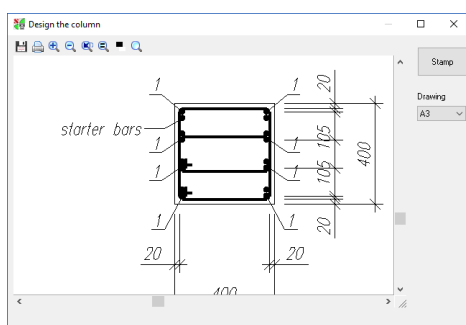 Design the column
Stamp
Drawing
A3
1 1 20
starter bars
1 1 105
400
1 1 105
1 1 20
20 20
400